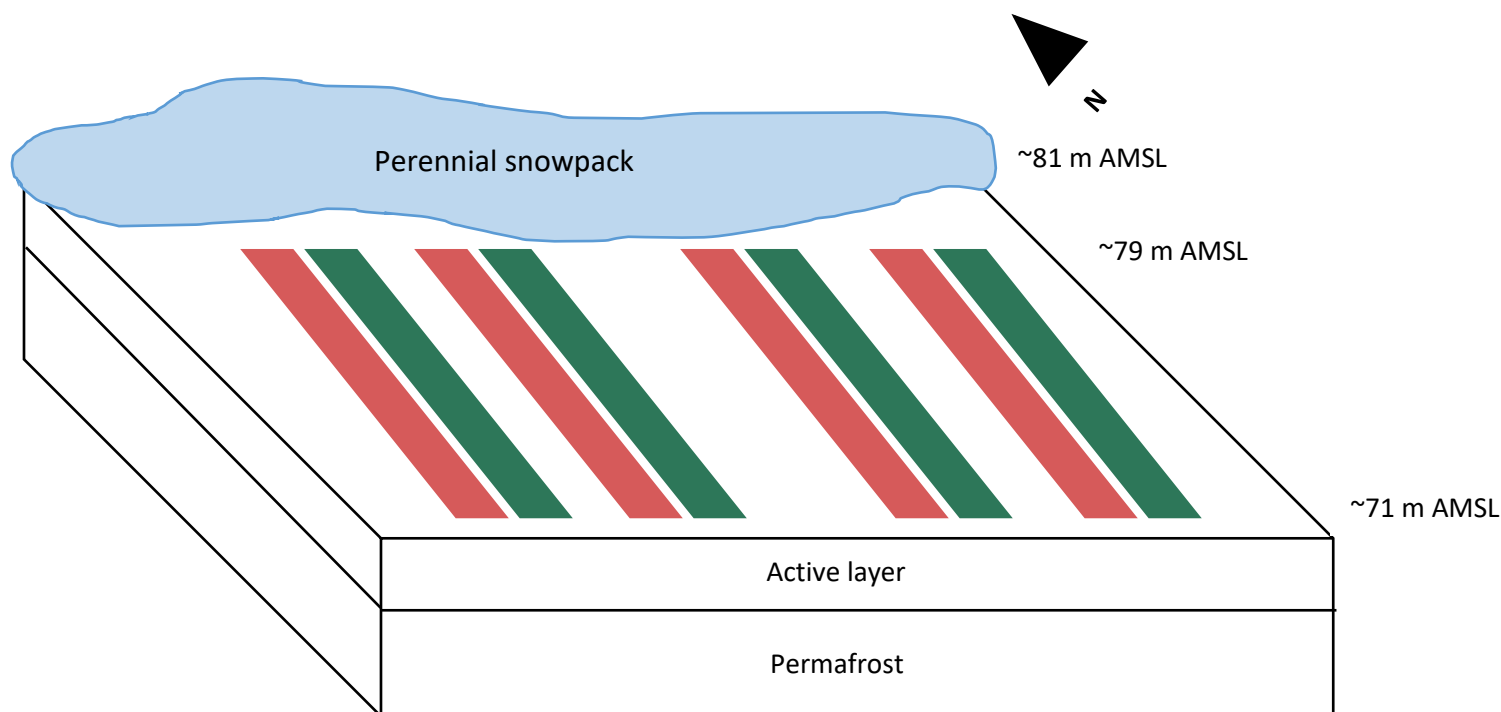 N
Perennial snowpack
~81 m AMSL
~79 m AMSL
~71 m AMSL
Active layer
Permafrost